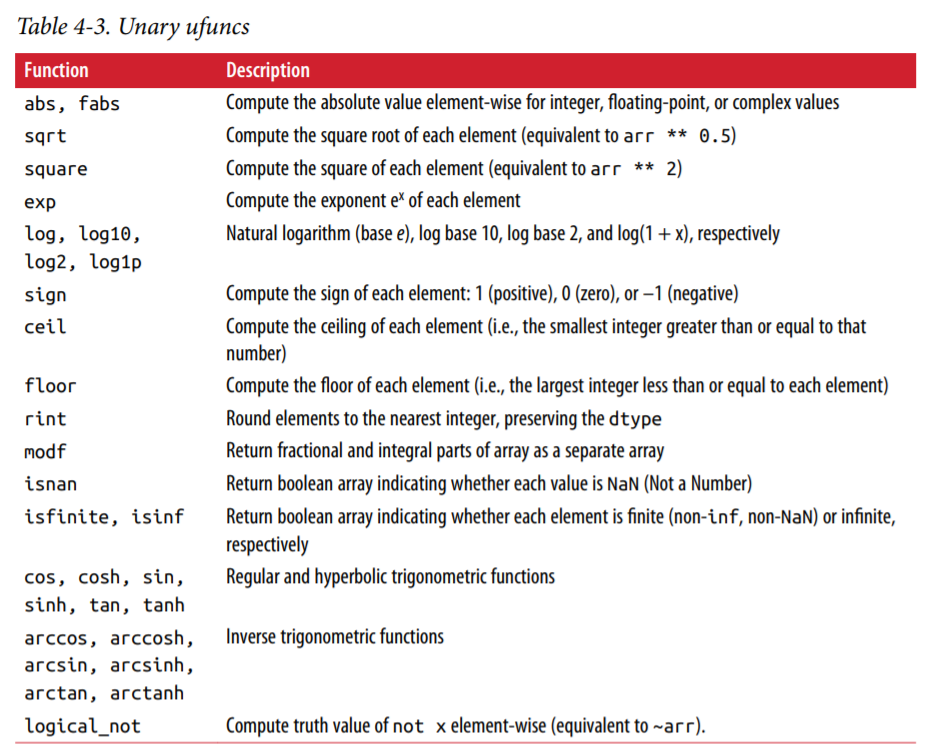 Table 4-3. Unary ufuncs
Function Description
abs, fabs Compute the absolute value element-wise for integer, floating-point, or complex values
sqrt Compute the square root of each element (equivalent to arr ** 0.5)
square Compute the square of each element (equivalent to arr ** 2)
exp Compute the exponent eˣ of each element
log, log10, Natural logarithm (base e), log base 10, log base 2, and log(1 + x), respectively
log2, log1p
sign Compute the sign of each element: 1 (positive), 0 (zero), or –1 (negative)
ceil Compute the ceiling of each element (i.e., the smallest integer greater than or equal to that
number)
floor Compute the floor of each element (i.e., the largest integer less than or equal to each element)
rint Round elements to the nearest integer, preserving the dtype
modf Return fractional and integral parts of array as a separate array
isnan Return boolean array indicating whether each value is NaN (Not a Number)
isfinite, isinf Return boolean array indicating whether each element is finite (non-inf, non-NaN) or infinite,
respectively
cos, cosh, sin, Regular and hyperbolic trigonometric functions
sinh, tan, tanh
arccos, arccosh, Inverse trigonometric functions
arcsin, arcsinh,
arctan, arctanh
logical_not Compute truth value of not x element-wise (equivalent to ~arr).